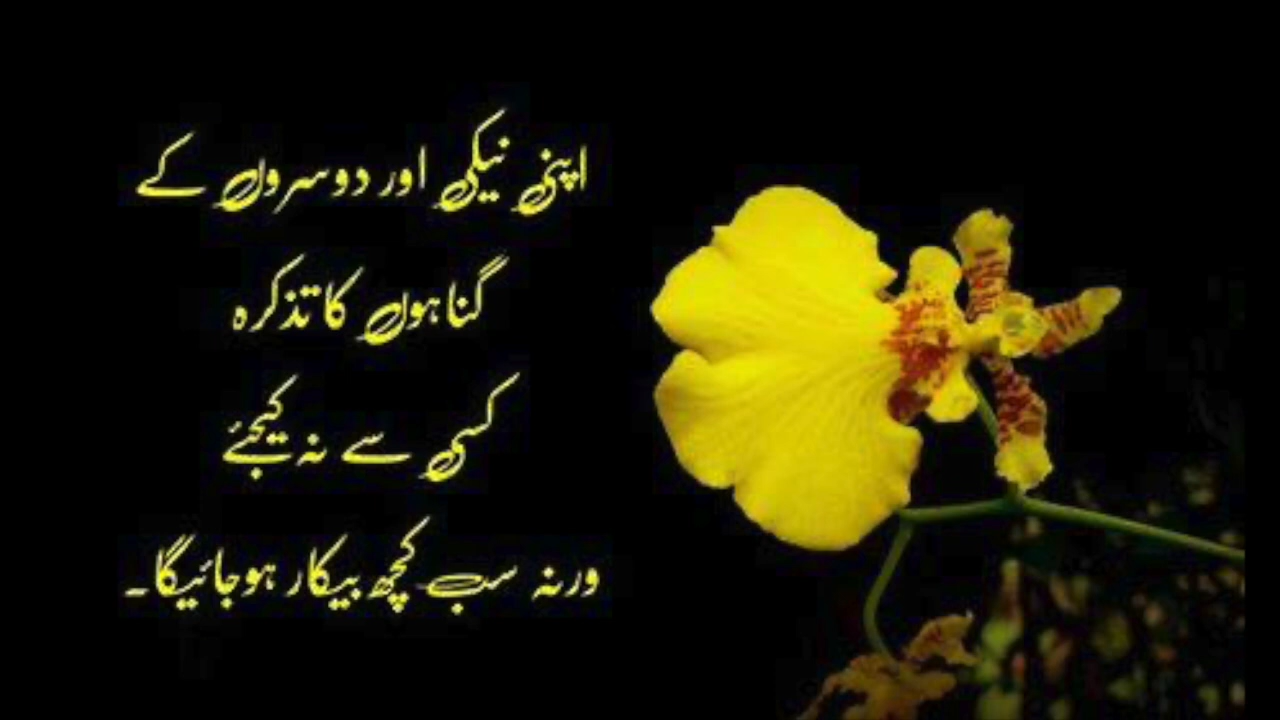 اپنی نیکی اور دوسروں کے
گناہوں کا تذکرہ
کسی سے نہ کیجئے
ورنہ سب کچھ بیکار ہوجائیگا۔